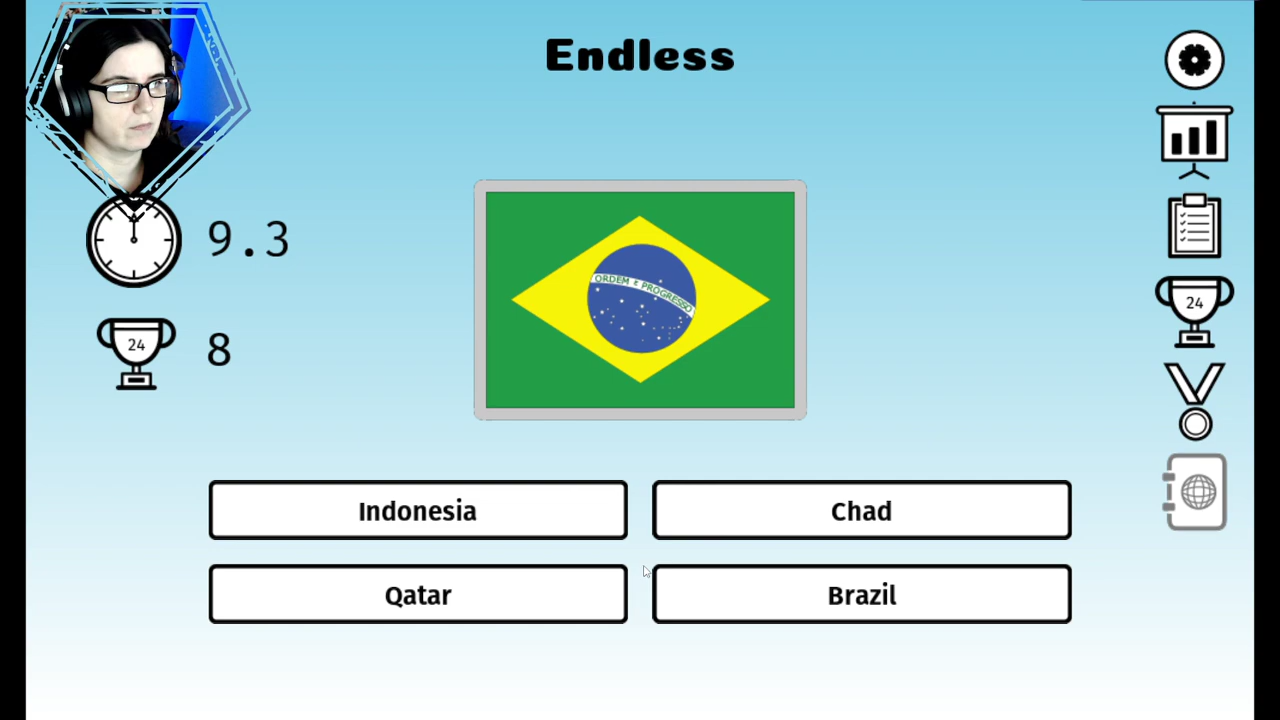 Endless
9.3
24
8
ORDEM E PROGRESSO
24
Indonesia
Chad
Qatar
Brazil